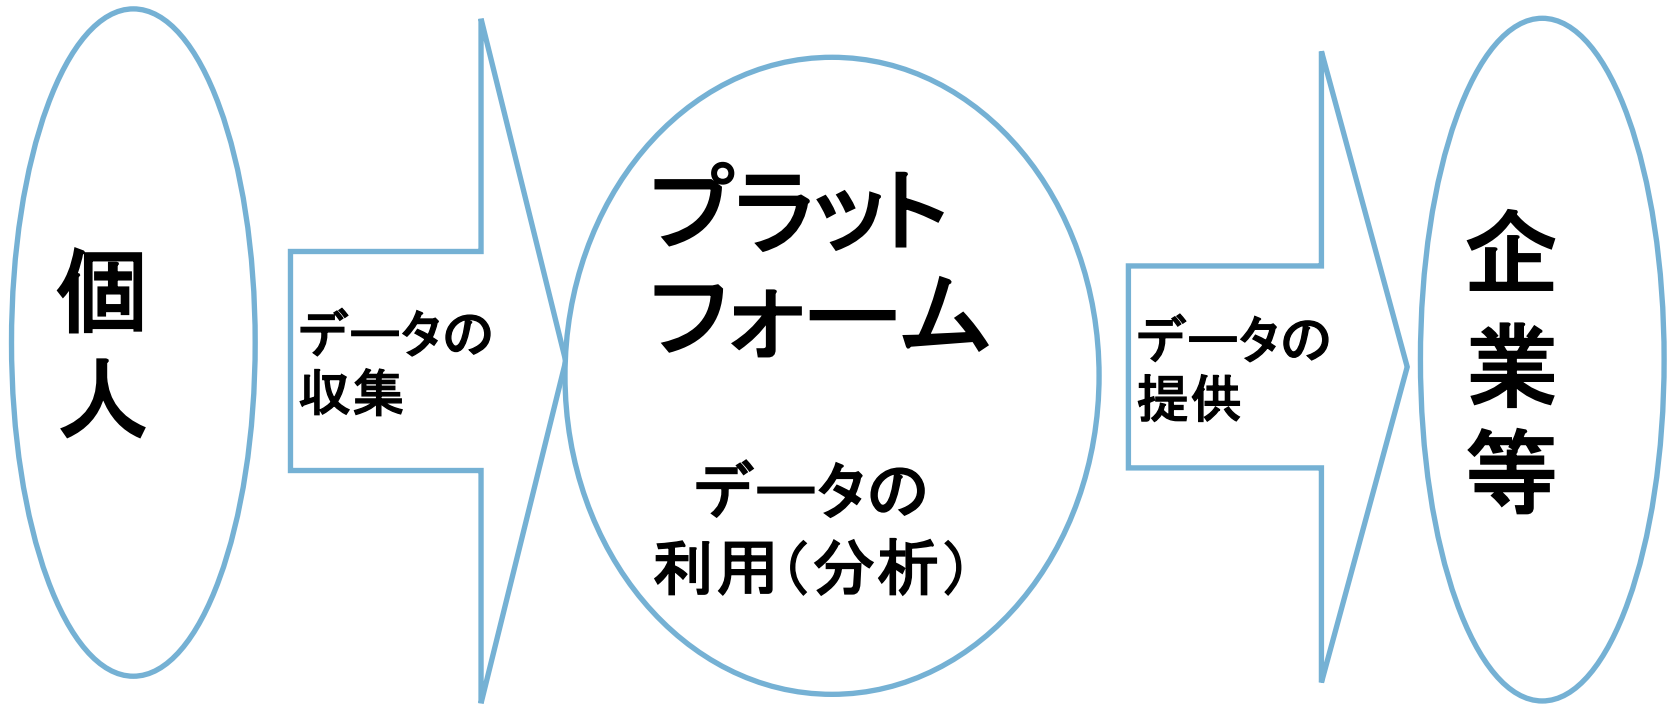 個人
データの
収集
プラット
フォーム
データの
利用（分析）
データの
提供
企業等